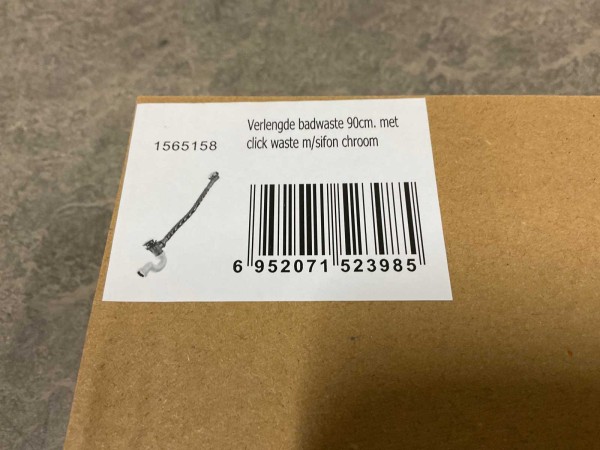 Verlengde badwaste 90cm. met
click waste m/sifon chroom
1565158
6 952071 523985